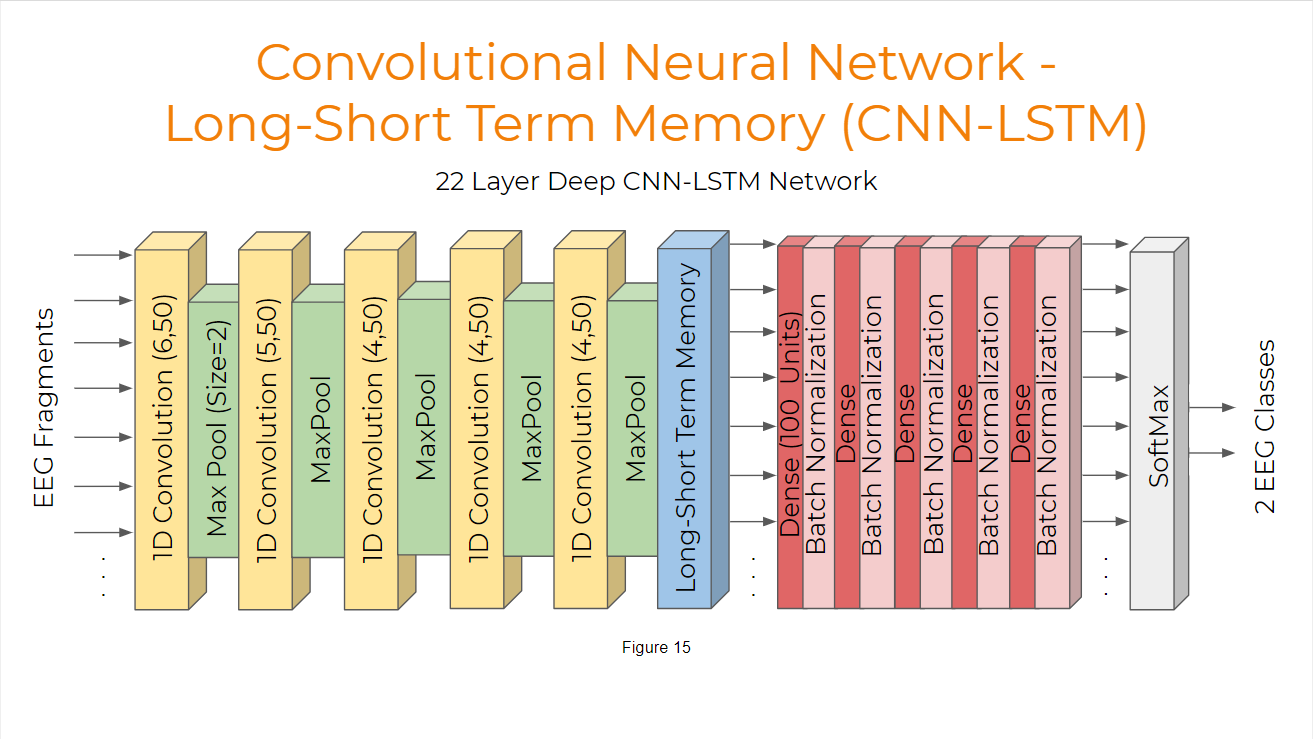 Convolutional Neural Network -
Long-Short Term Memory (CNN-LSTM)
22 Layer Deep CNN-LSTM Network
EEG Fragments
1D Convolution (6,50)
Max Pool (Size=2)
1D Convolution (5,50)
MaxPool
1D Convolution (4,50)
MaxPool
1D Convolution (4,50)
MaxPool
1D Convolution (4,50)
MaxPool
Long-Short Term Memory
Dense (100 Units)
Batch Normalization
Dense
Batch Normalization
Dense
Batch Normalization
Dense
Batch Normalization
Dense
Batch Normalization
SoftMax
2 EEG Classes
Figure 15